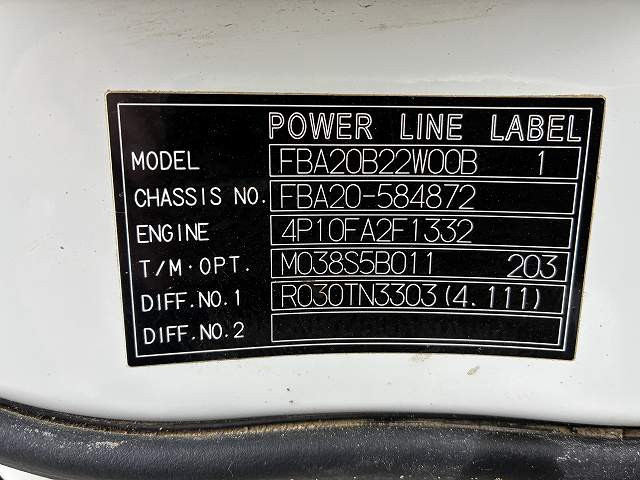 POWER LINE LABEL
MODEL FBA20B22W00B 1
CHASSIS NO. FBA20-584872
ENGINE 4P10FA2F1332
T/M·OPT. M038S5B011 203
DIFF.NO.1 R030TN3303(4.111)
DIFF.NO.2